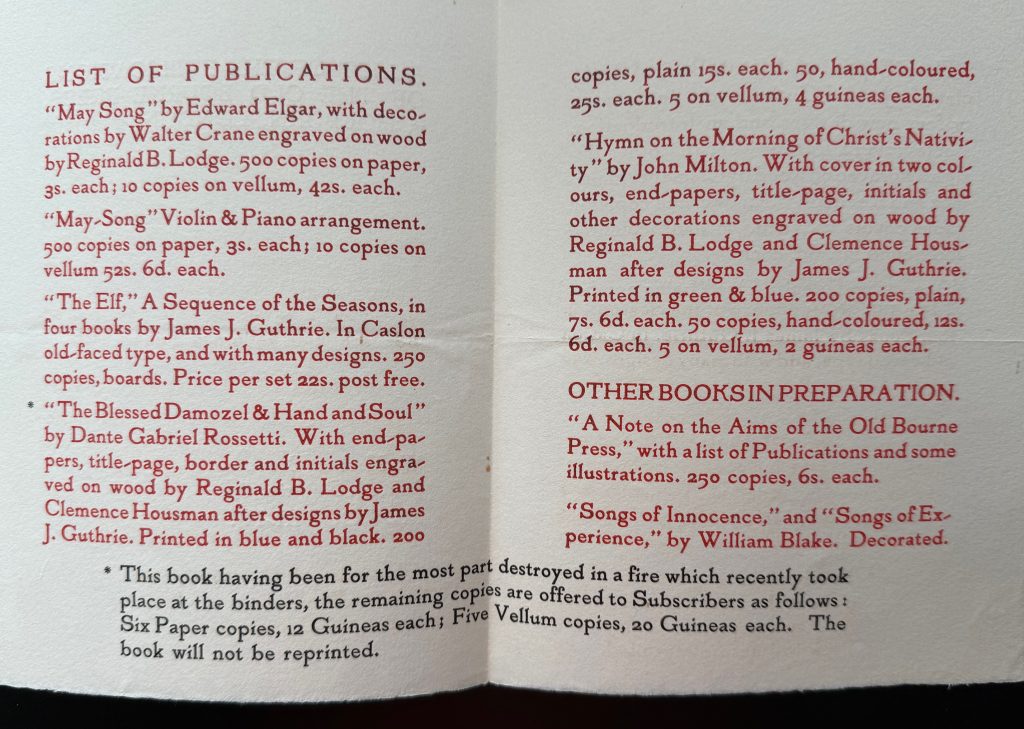 LIST OF PUBLICATIONS.
“May Song” by Edward Elgar, with deco-
rations by Walter Crane engraved on wood
by Reginald B. Lodge. 500 copies on paper,
3s. each; 10 copies on vellum, 42s. each.
“May-Song” Violin & Piano arrangement.
500 copies on paper, 3s. each; 10 copies on
vellum 52s. 6d. each.
“The Elf,” A Sequence of the Seasons, in
four books by James J. Guthrie. In Caslon
old-faced type, and with many designs. 250
copies, boards. Price per set 22s. post free.
* “The Blessed Damozel & Hand and Soul”
by Dante Gabriel Rossetti. With end-pa-
pers, title-page, border and initials engra-
ved on wood by Reginald B. Lodge and
Clemence Housman after designs by James
J. Guthrie. Printed in blue and black. 200
copies, plain 15s. each. 50, hand-coloured,
25s. each. 5 on vellum, 4 guineas each.
“Hymn on the Morning of Christ's Nativi-
ty” by John Milton. With cover in two col-
ours, end-papers, title-page, initials and
other decorations engraved on wood by
Reginald B. Lodge and Clemence Hous-
man after designs by James J. Guthrie.
Printed in green & blue. 200 copies, plain,
7s. 6d. each. 50 copies, hand-coloured, 12s.
6d. each. 5 on vellum, 2 guineas each.
OTHER BOOKS IN PREPARATION.
“A Note on the Aims of the Old Bourne
Press,” with a list of Publications and some
illustrations. 250 copies, 6s. each.
“Songs of Innocence,” and “Songs of Ex-
perience,” by William Blake. Decorated.
* This book having been for the most part destroyed in a fire which recently took
place at the binders, the remaining copies are offered to Subscribers as follows:
Six Paper copies, 12 Guineas each; Five Vellum copies, 20 Guineas each. The
book will not be reprinted.